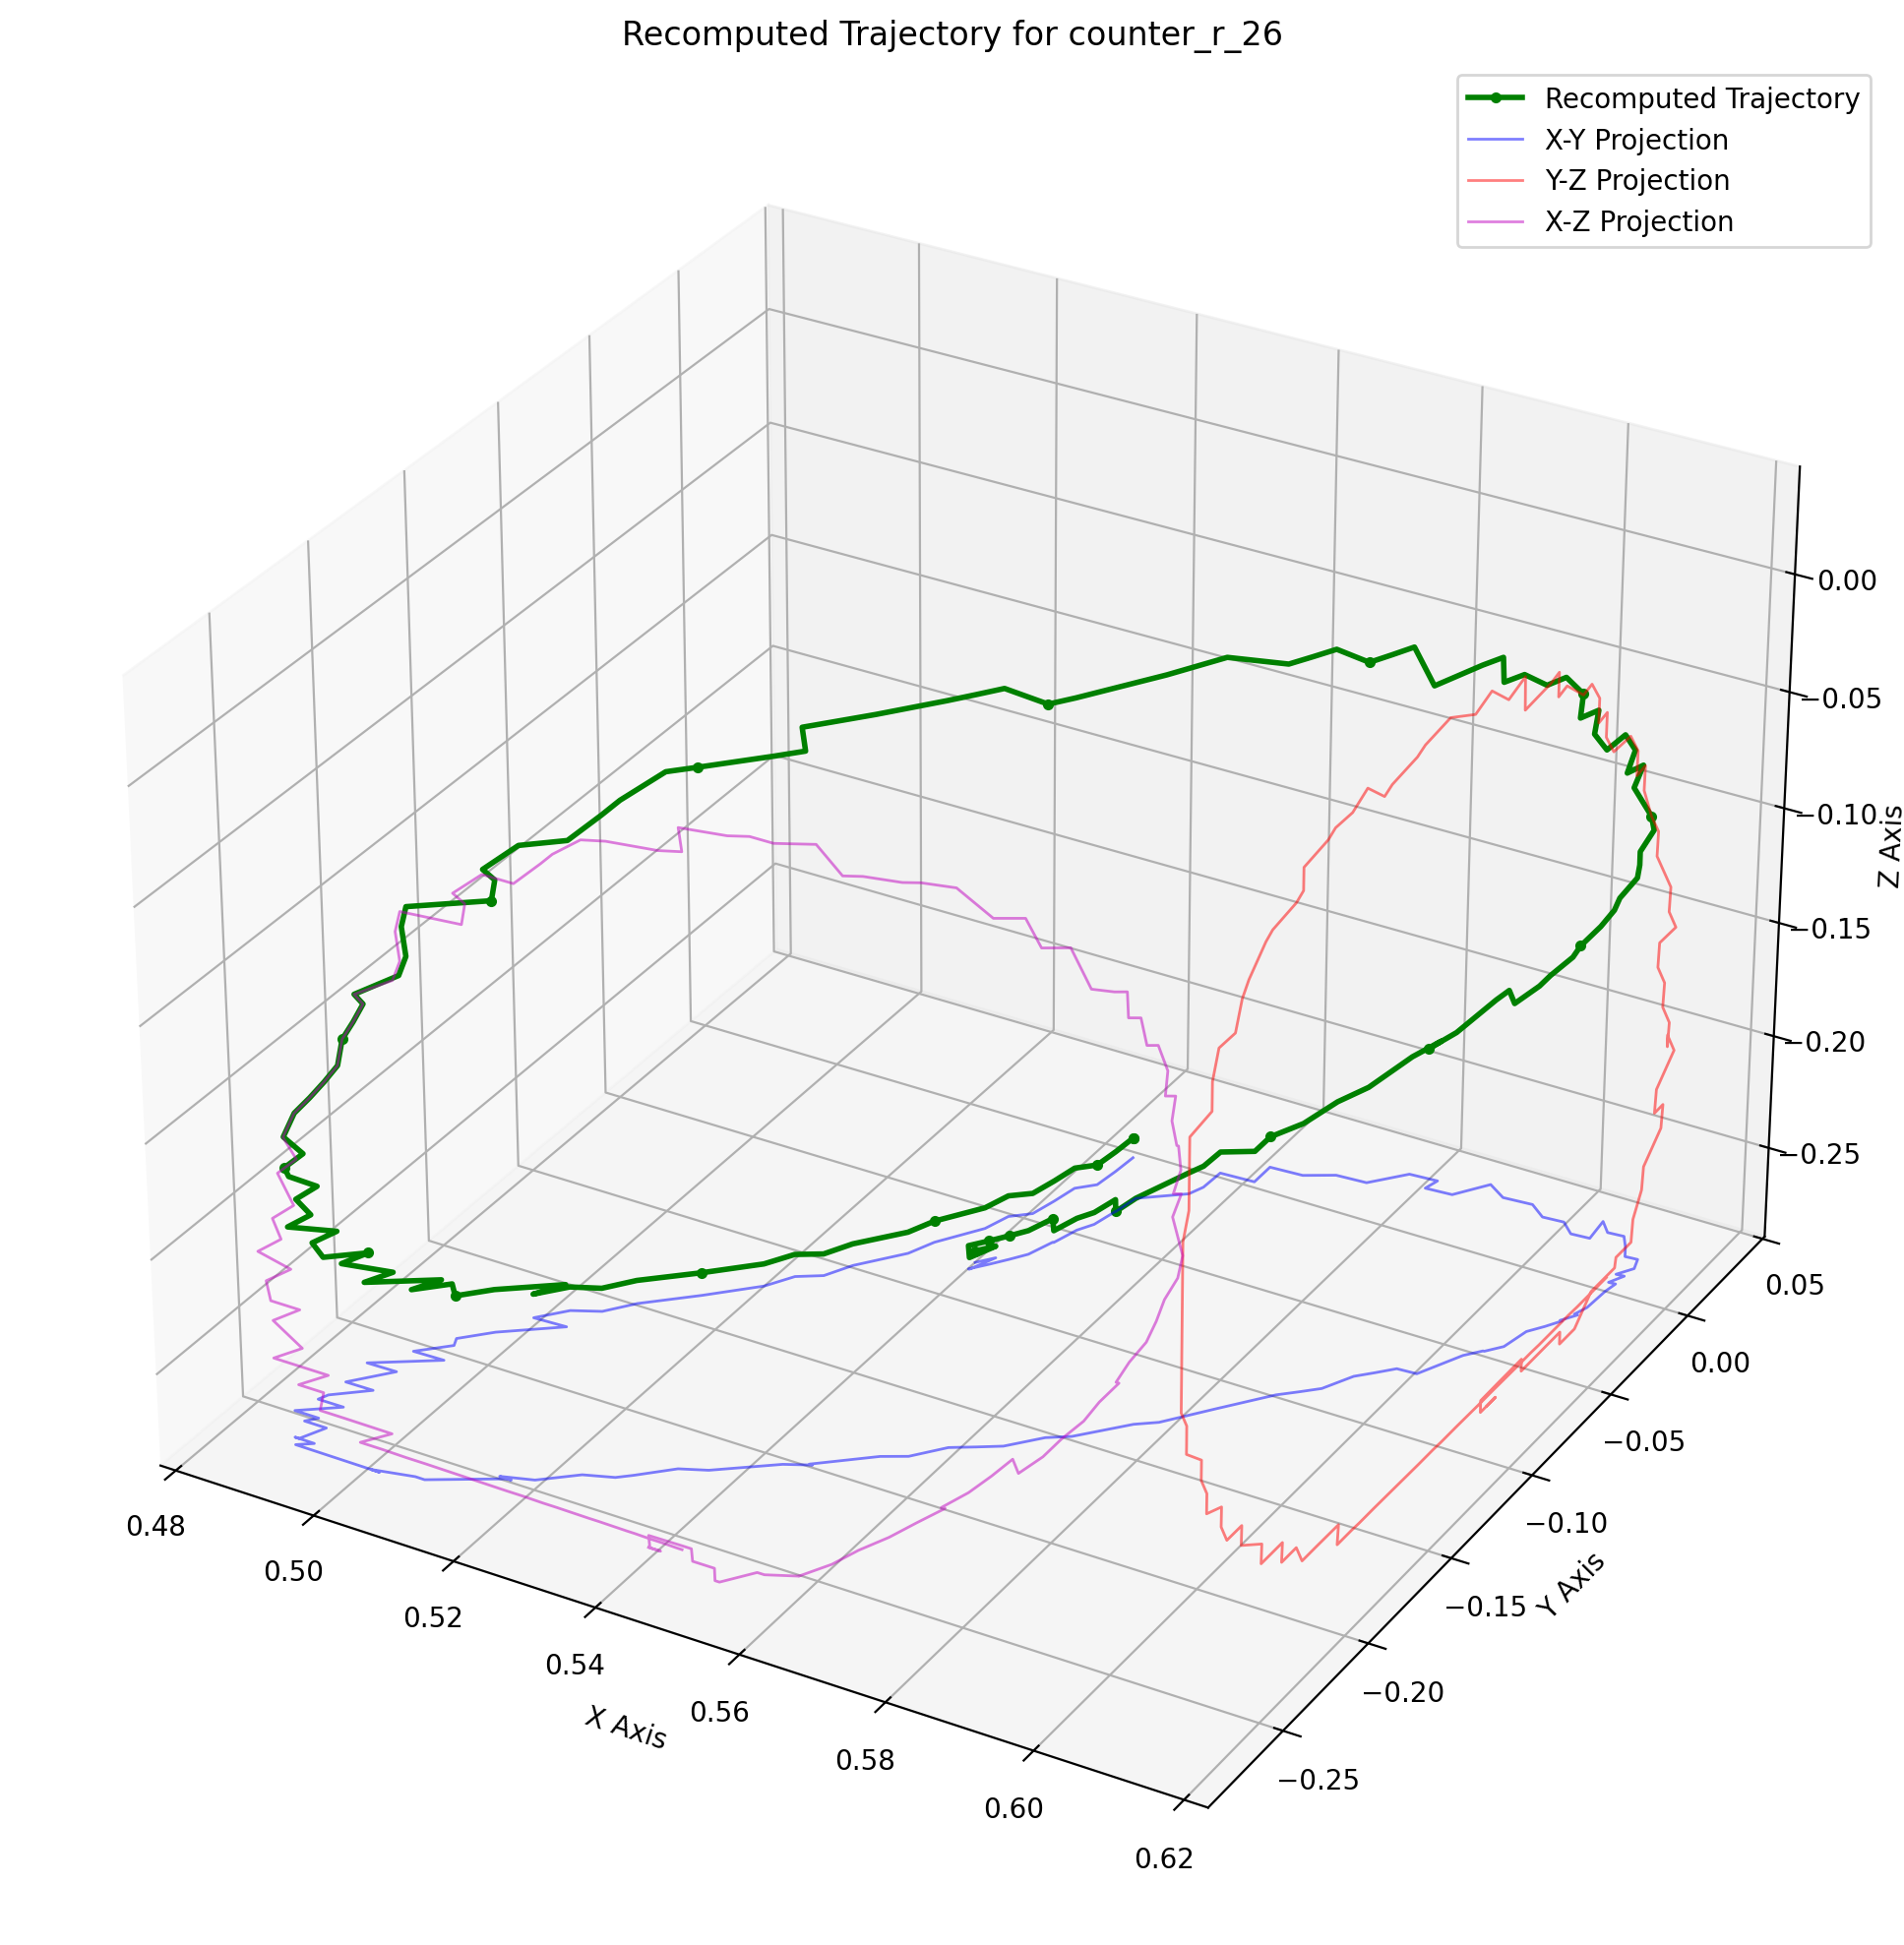 Recomputed Trajectory for counter_r_26
Recomputed Trajectory
X-Y Projection
Y-Z Projection
X-Z Projection
0.00
−0.05
−0.10
−0.15
−0.20
−0.25
Z Axis
0.05
0.00
−0.05
−0.10
−0.15
−0.20
−0.25
Y Axis
0.48
0.50
0.52
0.54
0.56
0.58
0.60
0.62
X Axis